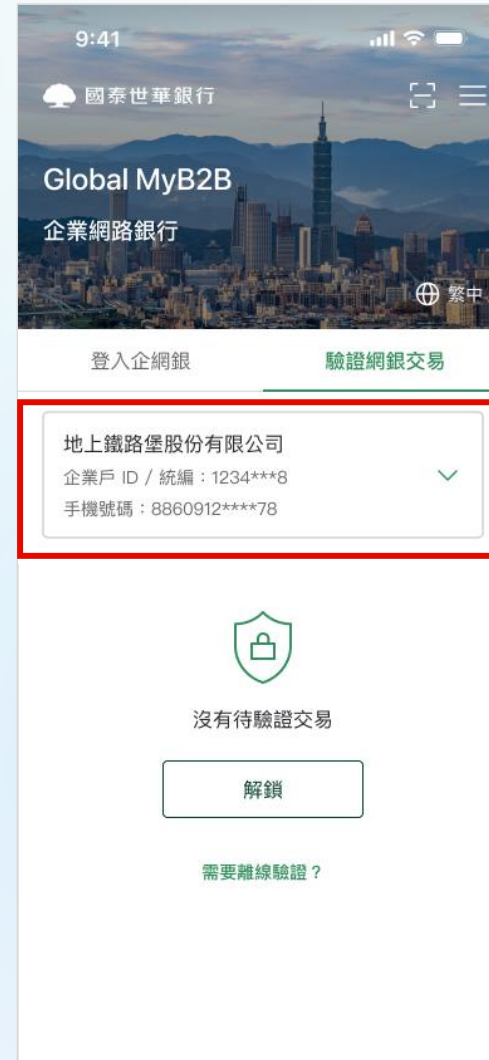 9:41
國泰世華銀行
Global MyB2B
企業網路銀行
繁中
登入企網銀
驗證網銀交易
地上鐵路堡股份有限公司
企業戶 ID / 統編：1234***8
手機號碼：8860912****78
沒有待驗證交易
解鎖
需要離線驗證？